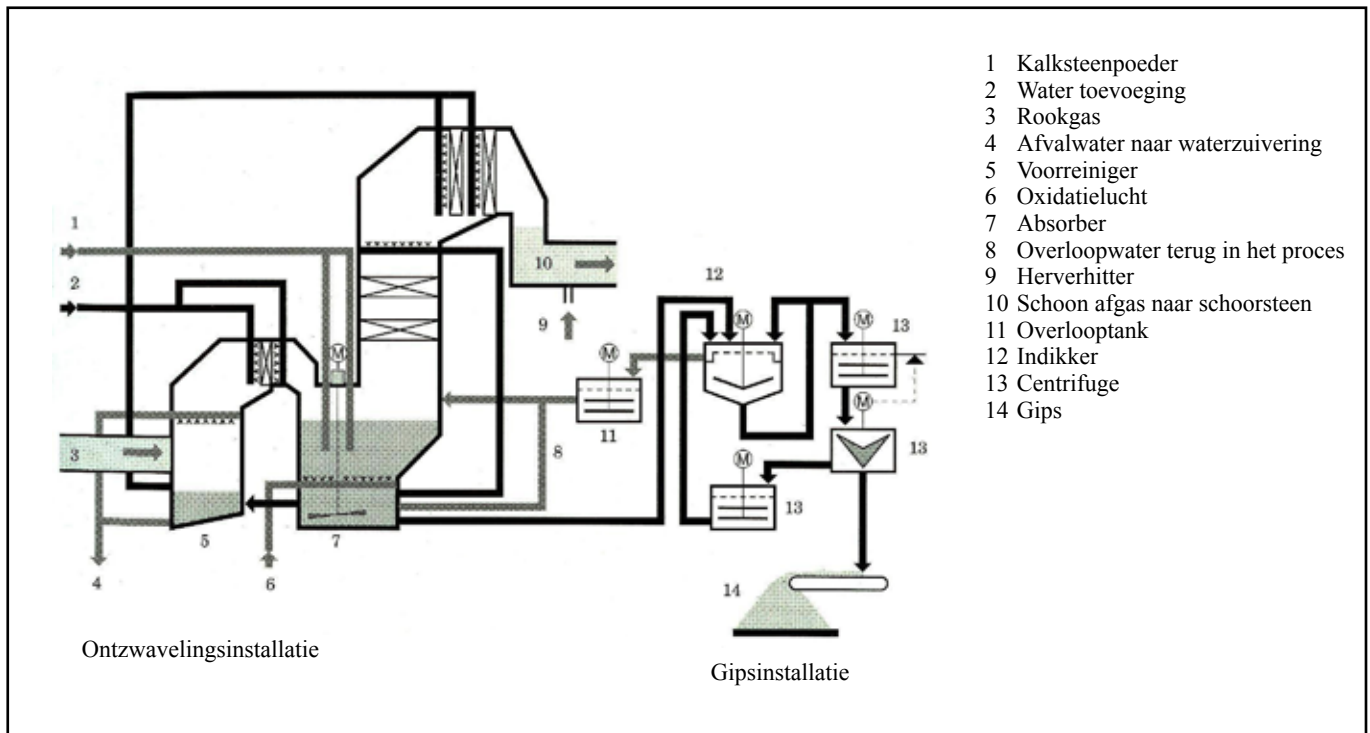 1 Kalksteenpoeder
2 Water toevoeging
3 Rookgas
4 Afvalwater naar waterzuivering
5 Voorreiniger
6 Oxidatielucht
7 Absorber
8 Overloopwater terug in het proces
9 Herverhitter
10 Schoon afgas naar schoorsteen
11 Overlooptank
12 Indikker
13 Centrifuge
14 Gips
1
2
3
4
5
6
7
8
9
10
11
12
13
13
13
14
M
M
M
M
M
M
Ontzwavelingsinstallatie
Gipsinstallatie